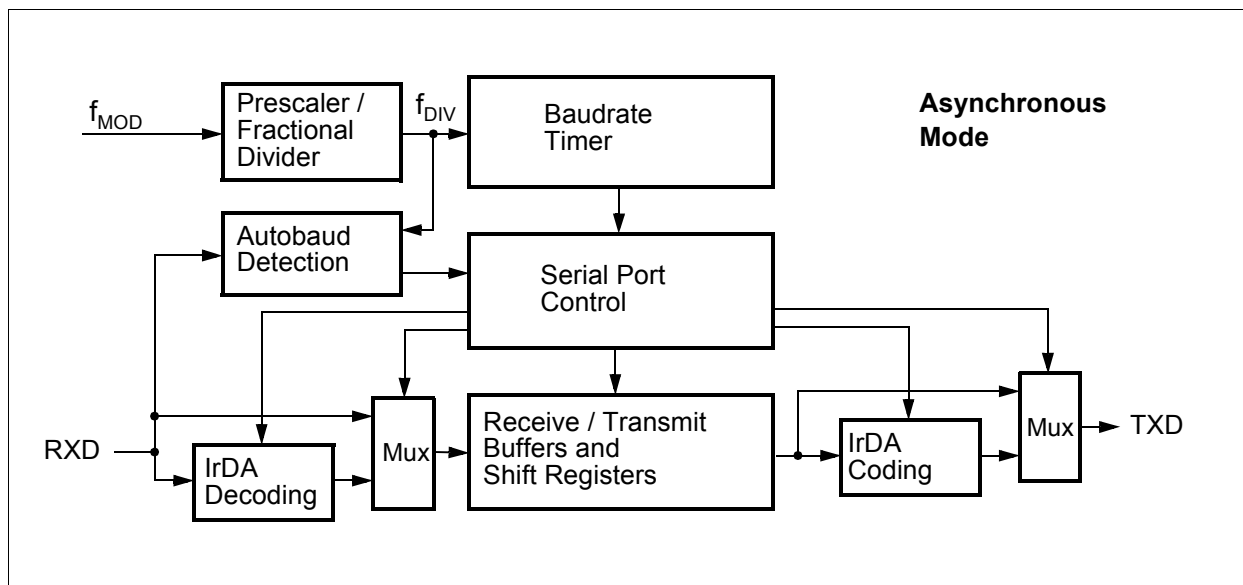 f_MOD
Prescaler /
Fractional
Divider
f_DIV
Baudrate
Timer
Asynchronous
Mode
Autobaud
Detection
Serial Port
Control
RXD
IrDA
Decoding
Mux
Receive / Transmit
Buffers and
Shift Registers
IrDA
Coding
Mux
TXD